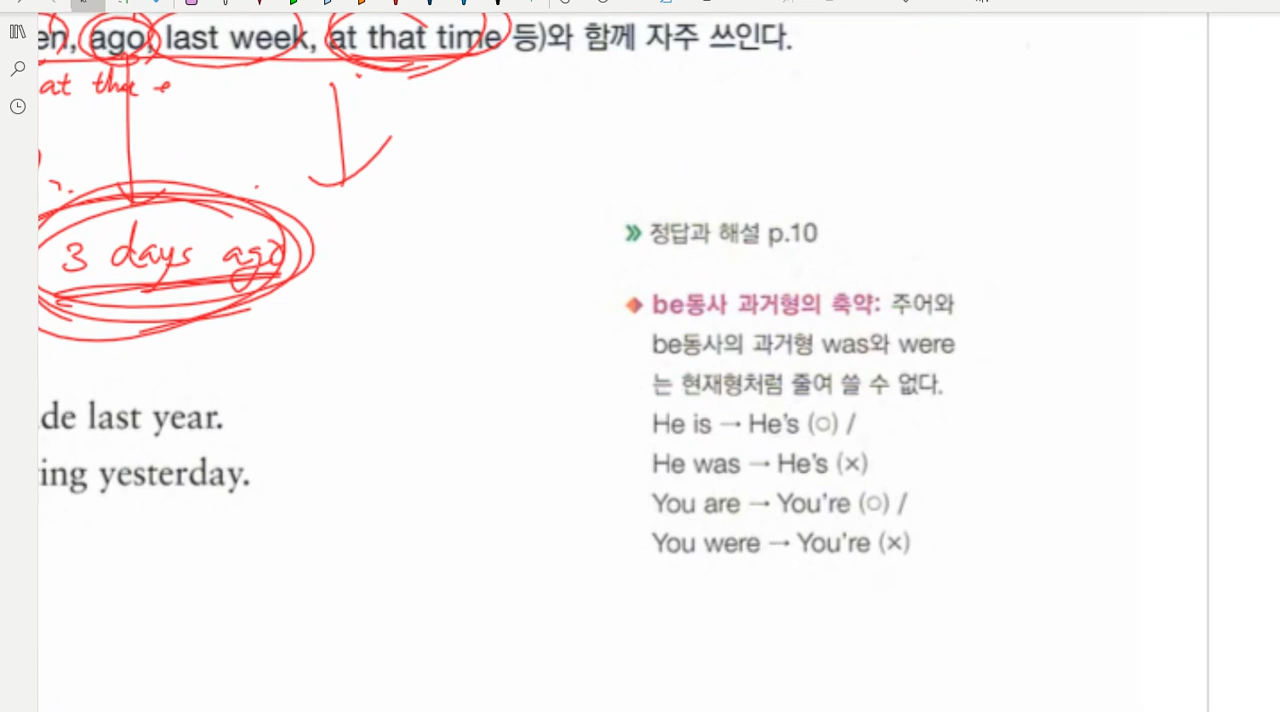 en, ago, last week, at that time 등)와 함께 자주 쓰인다.
at tha
3 days ago
de last year.
ing yesterday.
» 정답과 해설 p.10
◆ be동사 과거형의 축약: 주어와
be동사의 과거형 was와 were
는 현재형처럼 줄여 쓸 수 없다.
He is → He's (○) /
He was → He's (×)
You are → You're (○) /
You were → You're (×)